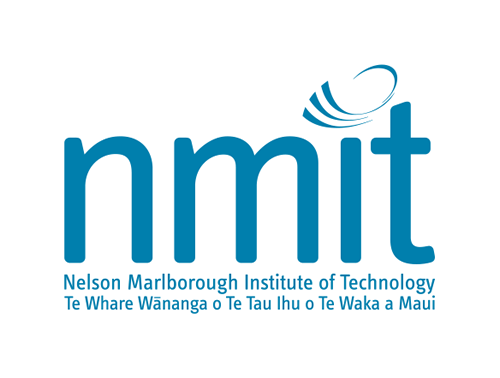 nmit
Nelson Marlborough Institute of Technology
Te Whare Wānanga o Te Tau Ihu o Te Waka a Maui